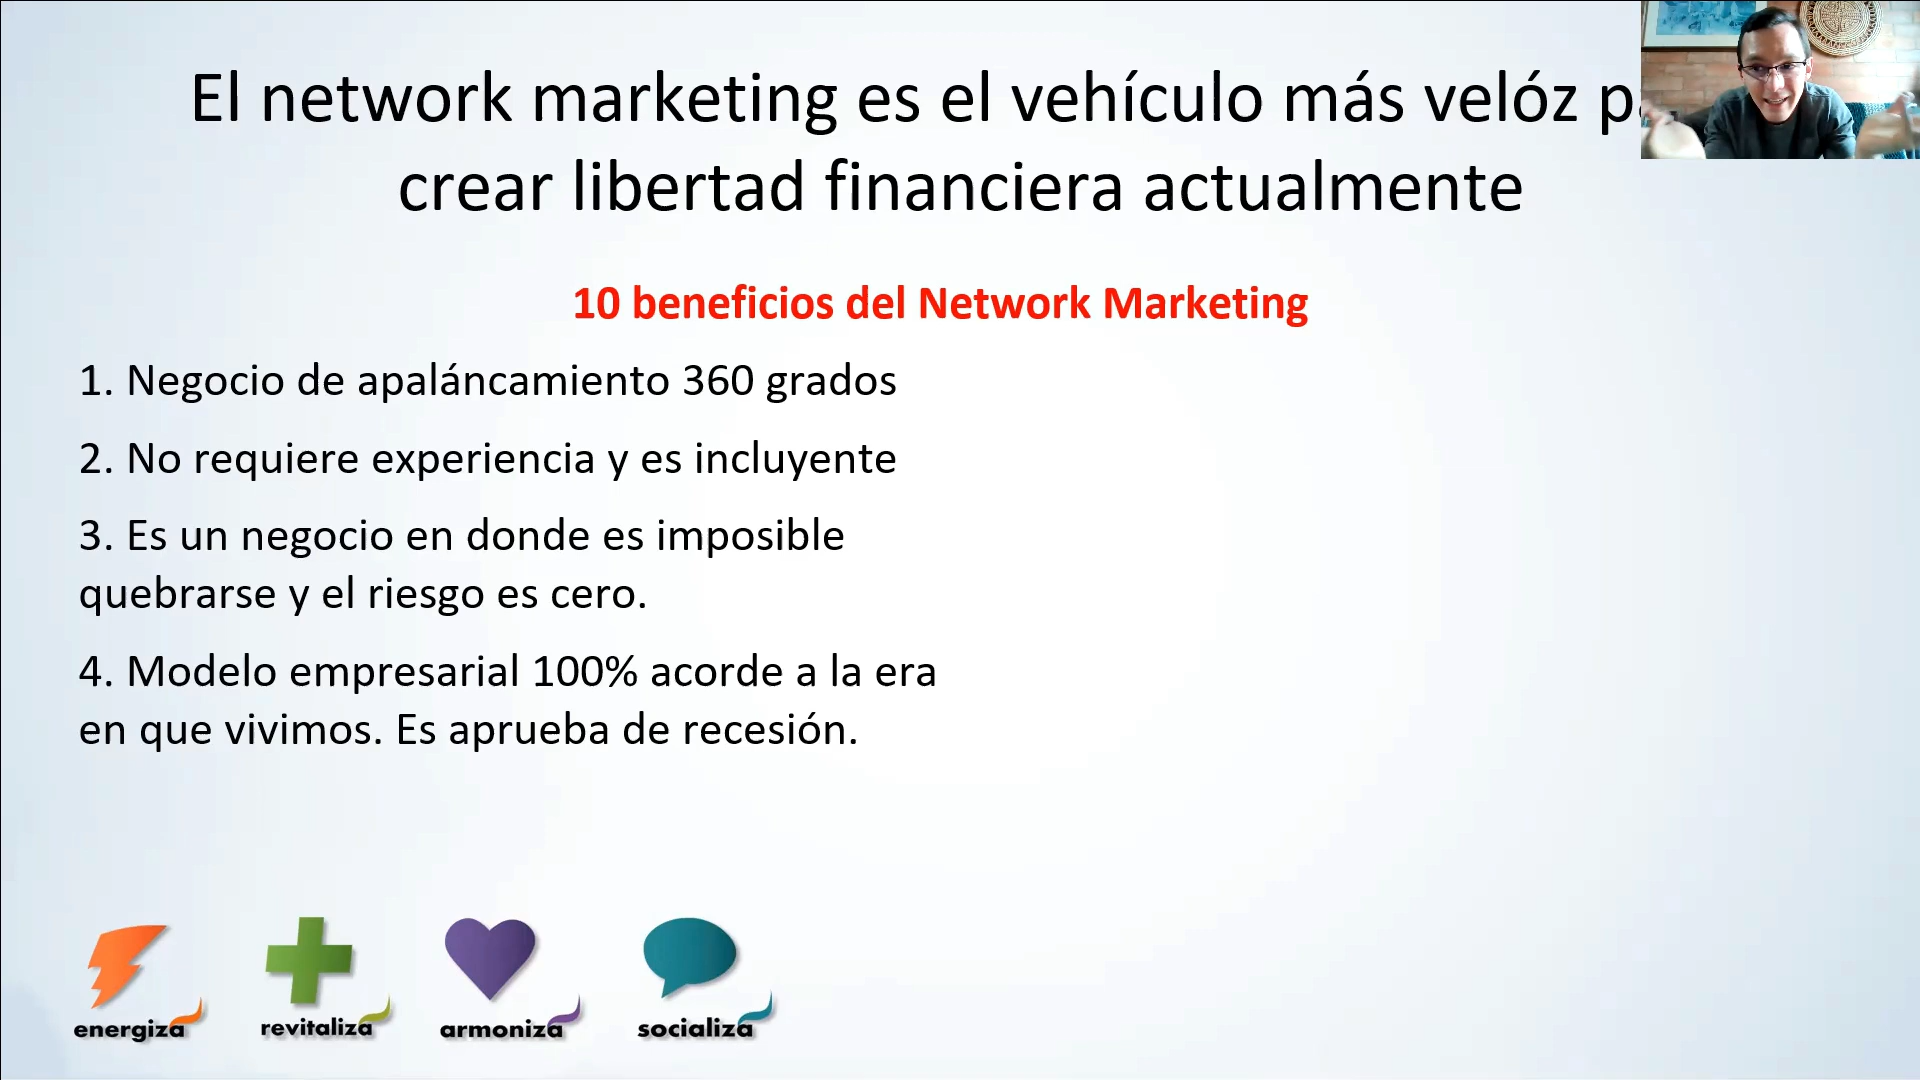 El network marketing es el vehículo más velóz
crear libertad financiera actualmente
10 beneficios del Network Marketing
1. Negocio de apaláncamiento 360 grados
2. No requiere experiencia y es incluyente
3. Es un negocio en donde es imposible
quebrarse y el riesgo es cero.
4. Modelo empresarial 100% acorde a la era
en que vivimos. Es aprueba de recesión.
energiza revitaliza armoniza socializa